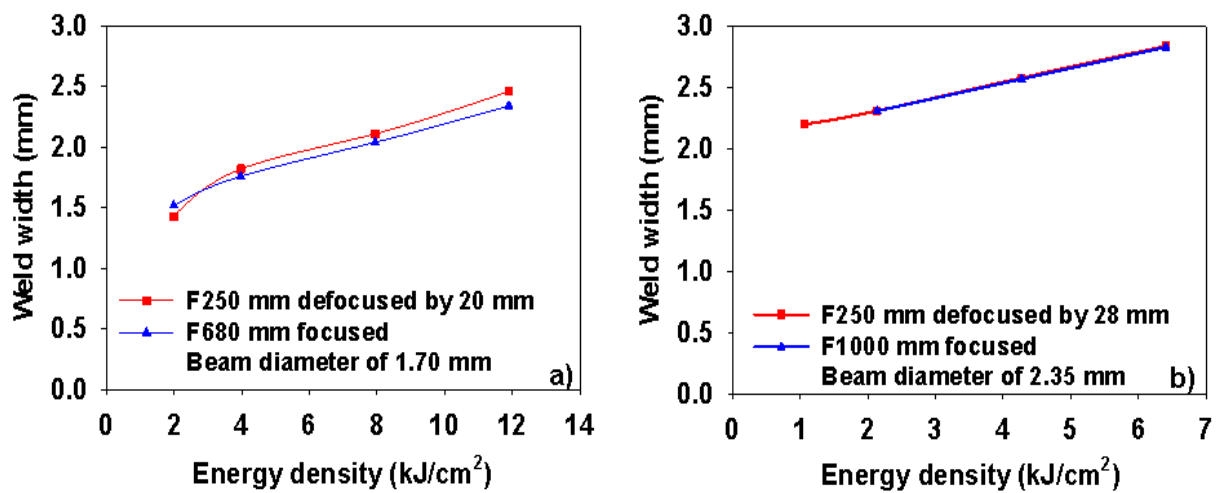 Weld width (mm)
3.0
2.5
2.0
1.5
1.0
0.5
0.0
F250 mm defocused by 20 mm
F680 mm focused
Beam diameter of 1.70 mm
a)
0 2 4 6 8 10 12 14
Energy density (kJ/cm²)
Weld width (mm)
3.0
2.5
2.0
1.5
1.0
0.5
0.0
F250 mm defocused by 28 mm
F1000 mm focused
Beam diameter of 2.35 mm
b)
0 1 2 3 4 5 6 7
Energy density (kJ/cm²)